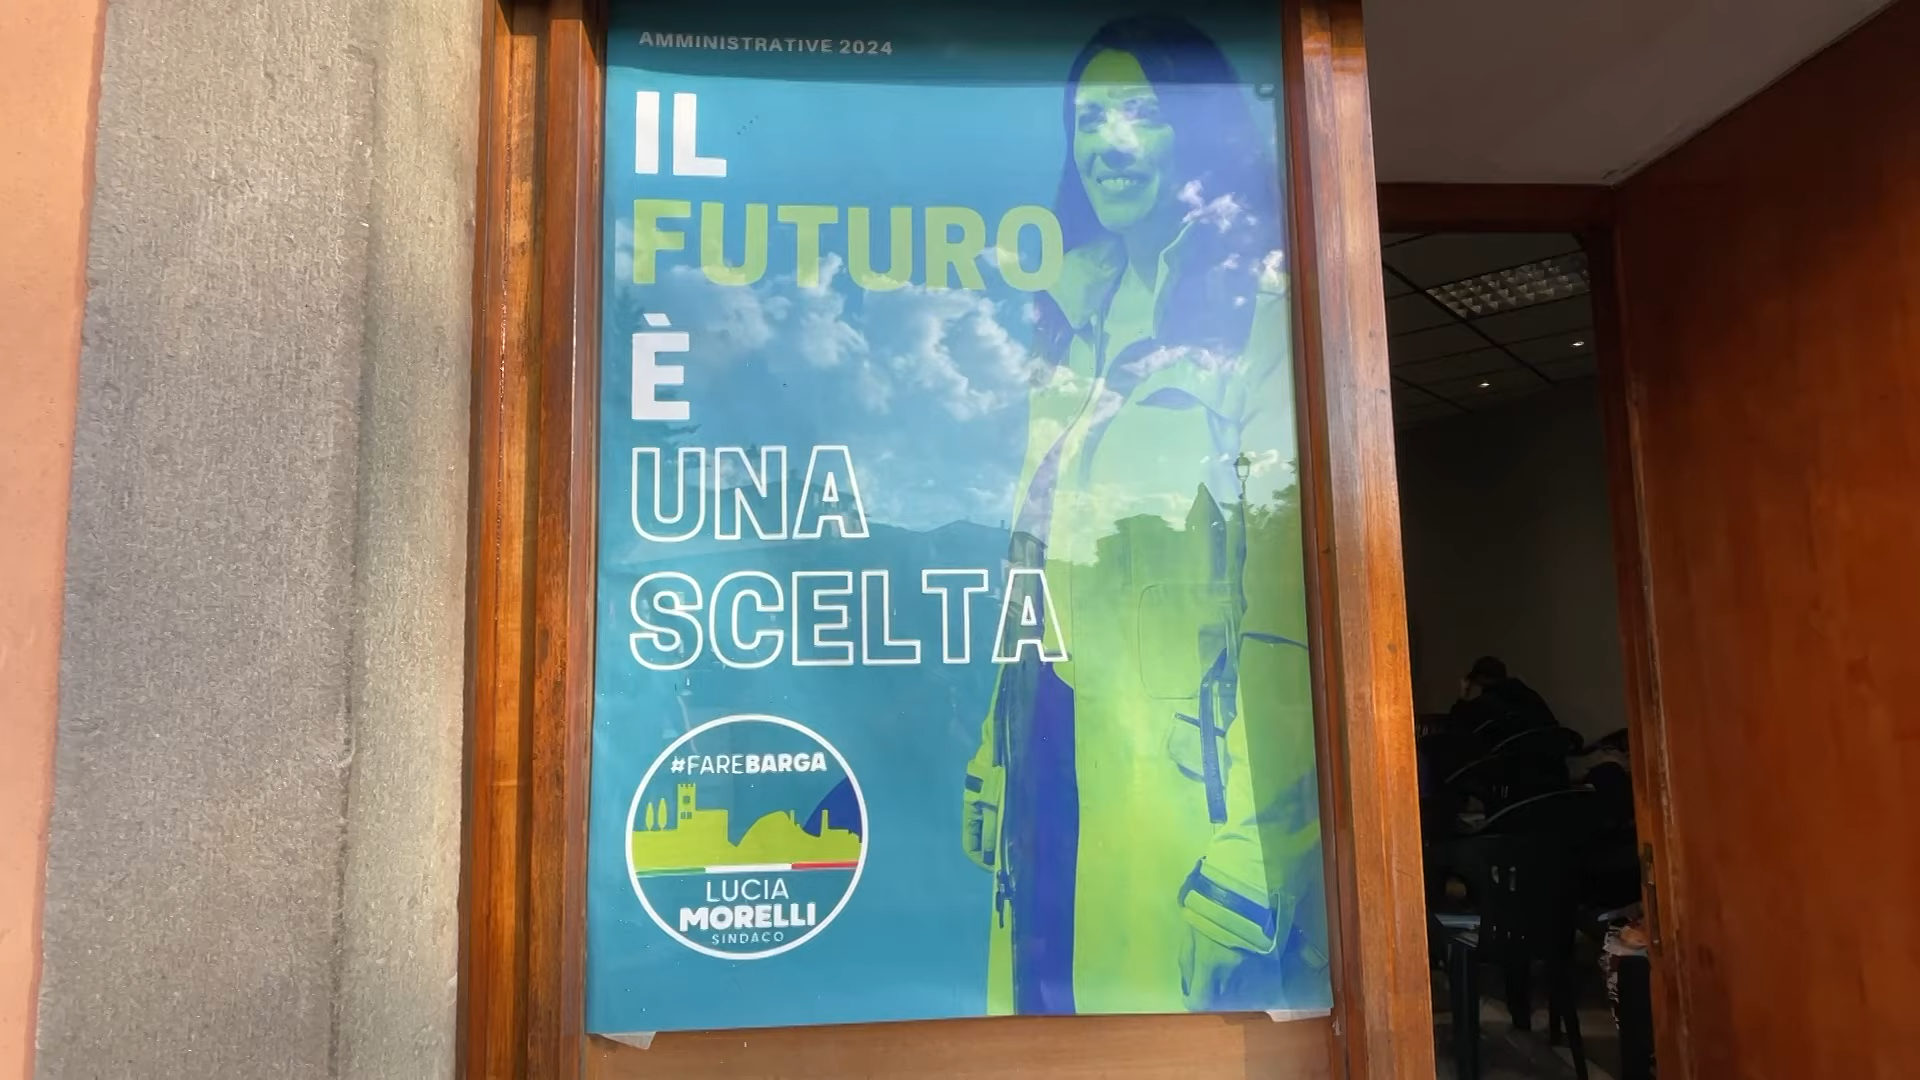 AMMINISTRATIVE 2024
IL
FUTURO
È
UNA
SCELTA
#FAREBARGA
LUCIA
MORELLI
SINDACO